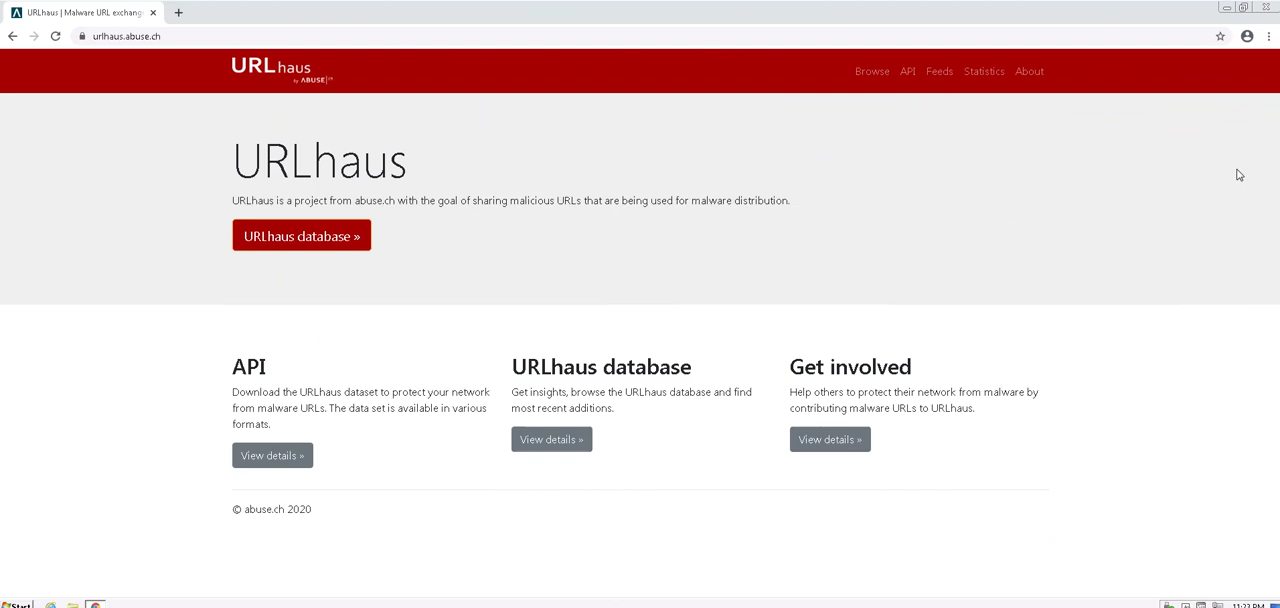 URLhaus | Malware URL exchang
urlhaus.abuse.ch
URLhaus
by ABUSE|ch
Browse API Feeds Statistics About
URLhaus
URLhaus is a project from abuse.ch with the goal of sharing malicious URLs that are being used for malware distribution.
URLhaus database »
API
Download the URLhaus dataset to protect your network
from malware URLs. The data set is available in various
formats.
View details »
URLhaus database
Get insights, browse the URLhaus database and find
most recent additions.
View details »
Get involved
Help others to protect their network from malware by
contributing malware URLs to URLhaus.
View details »
© abuse.ch 2020
Start
11:23 PM